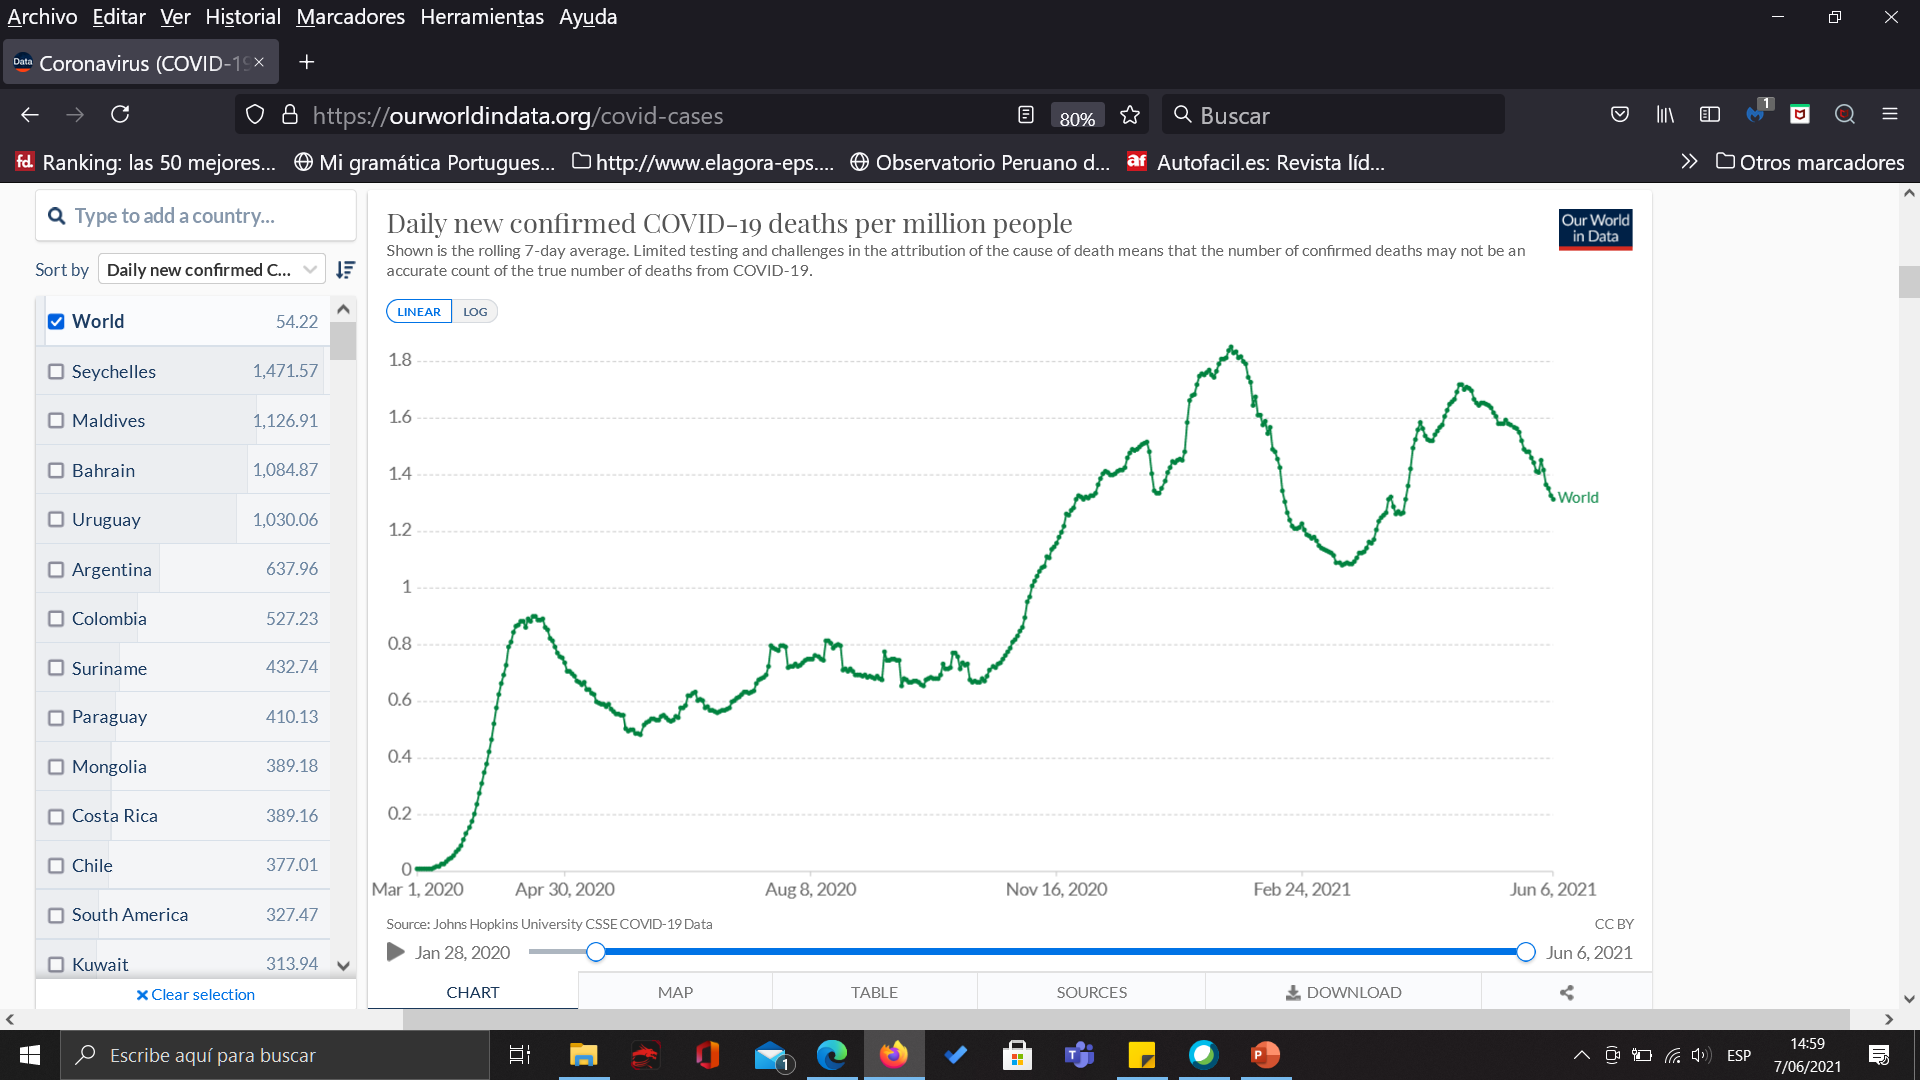 Archivo Editar Ver Historial Marcadores Herramientas Ayuda
Data Coronavirus (COVID-19
https://ourworldindata.org/covid-cases 80% Buscar 1
fd. Ranking: las 50 mejores... Mi gramática Portugues... http://www.elagora-eps.... Observatorio Peruano d... af Autofacil.es: Revista líd... Otros marcadores
Type to add a country...
Sort by Daily new confirmed C...
World 54.22
Seychelles 1,471.57
Maldives 1,126.91
Bahrain 1,084.87
Uruguay 1,030.06
Argentina 637.96
Colombia 527.23
Suriname 432.74
Paraguay 410.13
Mongolia 389.18
Costa Rica 389.16
Chile 377.01
South America 327.47
Kuwait 313.94
Clear selection
Daily new confirmed COVID-19 deaths per million people
Shown is the rolling 7-day average. Limited testing and challenges in the attribution of the cause of death means that the number of confirmed deaths may not be an
accurate count of the true number of deaths from COVID-19.
Our World
in Data
LINEAR LOG
1.8
1.6
1.4
1.2
1
0.8
0.6
0.4
0.2
0
World
Mar 1, 2020 Apr 30, 2020 Aug 8, 2020 Nov 16, 2020 Feb 24, 2021 Jun 6, 2021
Source: Johns Hopkins University CSSE COVID-19 Data CC BY
Jan 28, 2020 Jun 6, 2021
CHART MAP TABLE SOURCES DOWNLOAD
Escribe aquí para buscar 1 ESP
14:59
7/06/2021